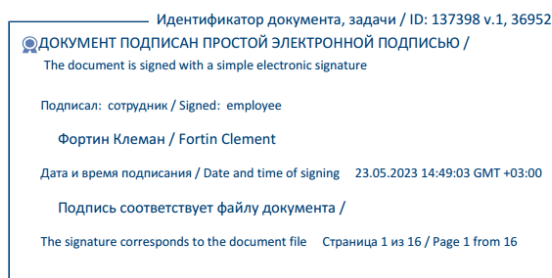 Идентификатор документа, задачи / ID: 137398 v.1, 36952
ДОКУМЕНТ ПОДПИСАН ПРОСТОЙ ЭЛЕКТРОННОЙ ПОДПИСЬЮ /
The document is signed with a simple electronic signature
Подписал: сотрудник / Signed: employee
Фортин Клеман / Fortin Clement
Дата и время подписания / Date and time of signing 23.05.2023 14:49:03 GMT +03:00
Подпись соответствует файлу документа /
The signature corresponds to the document file Страница 1 из 16 / Page 1 from 16